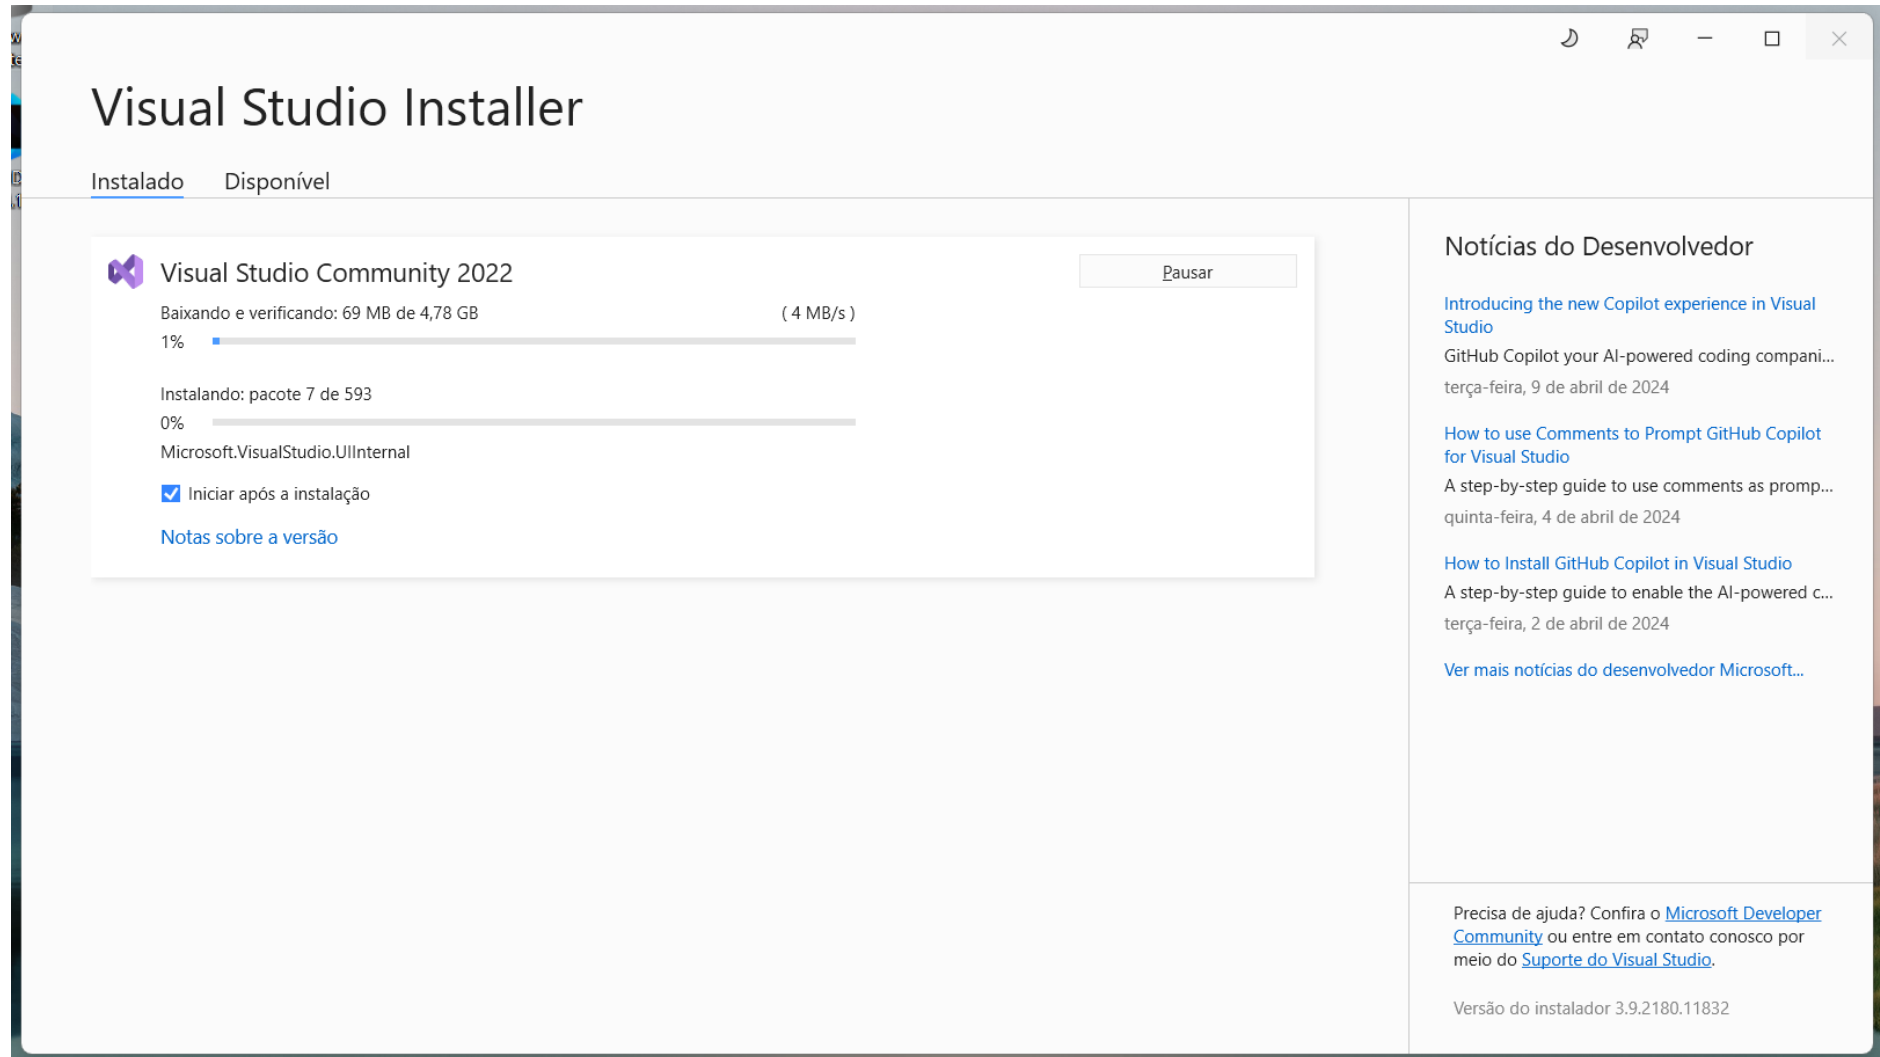 Visual Studio Installer
Instalado
Disponível
Visual Studio Community 2022
Pausar
Baixando e verificando: 69 MB de 4,78 GB
( 4 MB/s )
1%
Instalando: pacote 7 de 593
0%
Microsoft.VisualStudio.UIInternal
Iniciar após a instalação
Notas sobre a versão
Notícias do Desenvolvedor
Introducing the new Copilot experience in Visual
Studio
GitHub Copilot your AI-powered coding compani...
terça-feira, 9 de abril de 2024
How to use Comments to Prompt GitHub Copilot
for Visual Studio
A step-by-step guide to use comments as promp...
quinta-feira, 4 de abril de 2024
How to Install GitHub Copilot in Visual Studio
A step-by-step guide to enable the AI-powered c...
terça-feira, 2 de abril de 2024
Ver mais notícias do desenvolvedor Microsoft...
Precisa de ajuda? Confira o Microsoft Developer
Community ou entre em contato conosco por
meio do Suporte do Visual Studio.
Versão do instalador 3.9.2180.11832